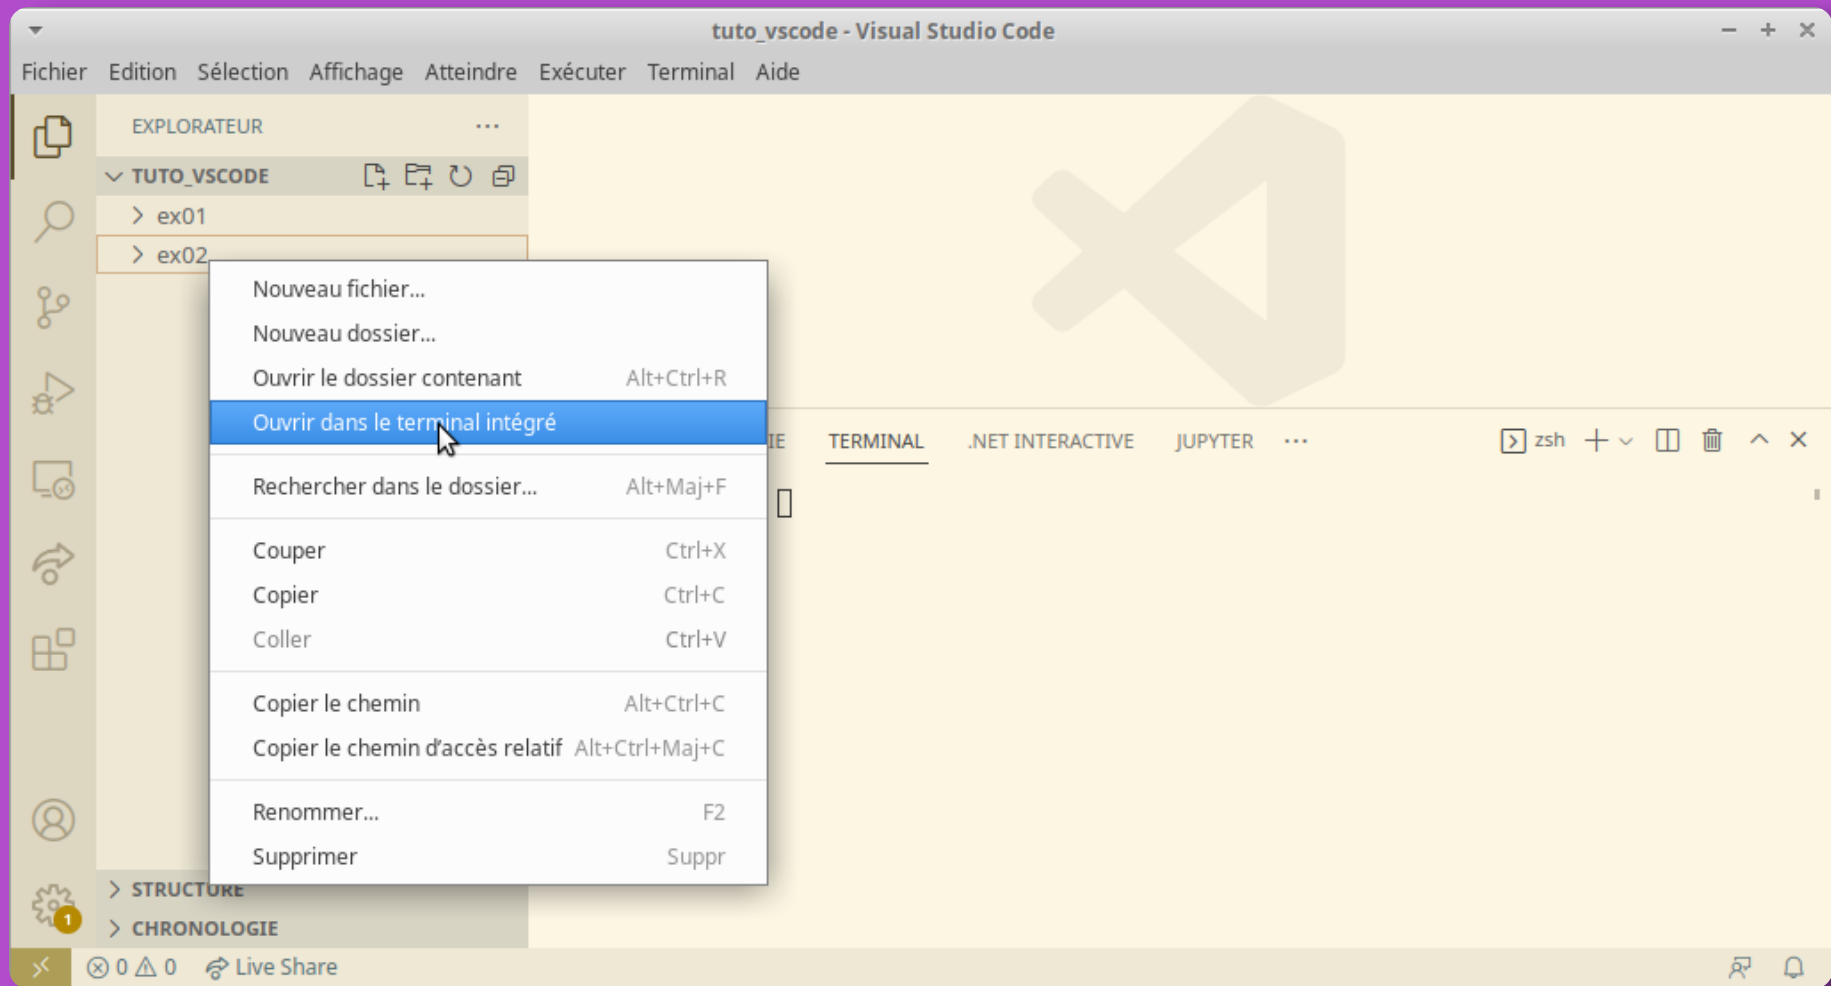 tuto_vscode - Visual Studio Code
Fichier Edition Sélection Affichage Atteindre Exécuter Terminal Aide
EXPLORATEUR
TUTO_VSCODE
ex01
ex02
Nouveau fichier...
Nouveau dossier...
Ouvrir le dossier contenant Alt+Ctrl+R
Ouvrir dans le terminal intégré
Rechercher dans le dossier... Alt+Maj+F
Couper Ctrl+X
Copier Ctrl+C
Coller Ctrl+V
Copier le chemin Alt+Ctrl+C
Copier le chemin d'accès relatif Alt+Ctrl+Maj+C
Renommer... F2
Supprimer Suppr
IE TERMINAL .NET INTERACTIVE JUPYTER ... zsh
STRUCTURE
CHRONOLOGIE
1
0 0 Live Share